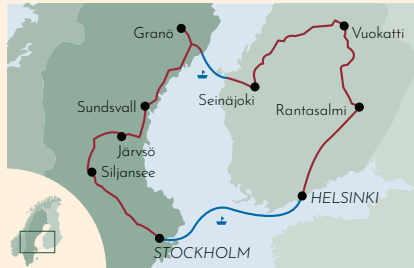 Granö
Vuokatti
Seinäjoki
Sundsvall
Rantasalmi
Järvsö
Siljansee
HELSINKI
STOCKHOLM